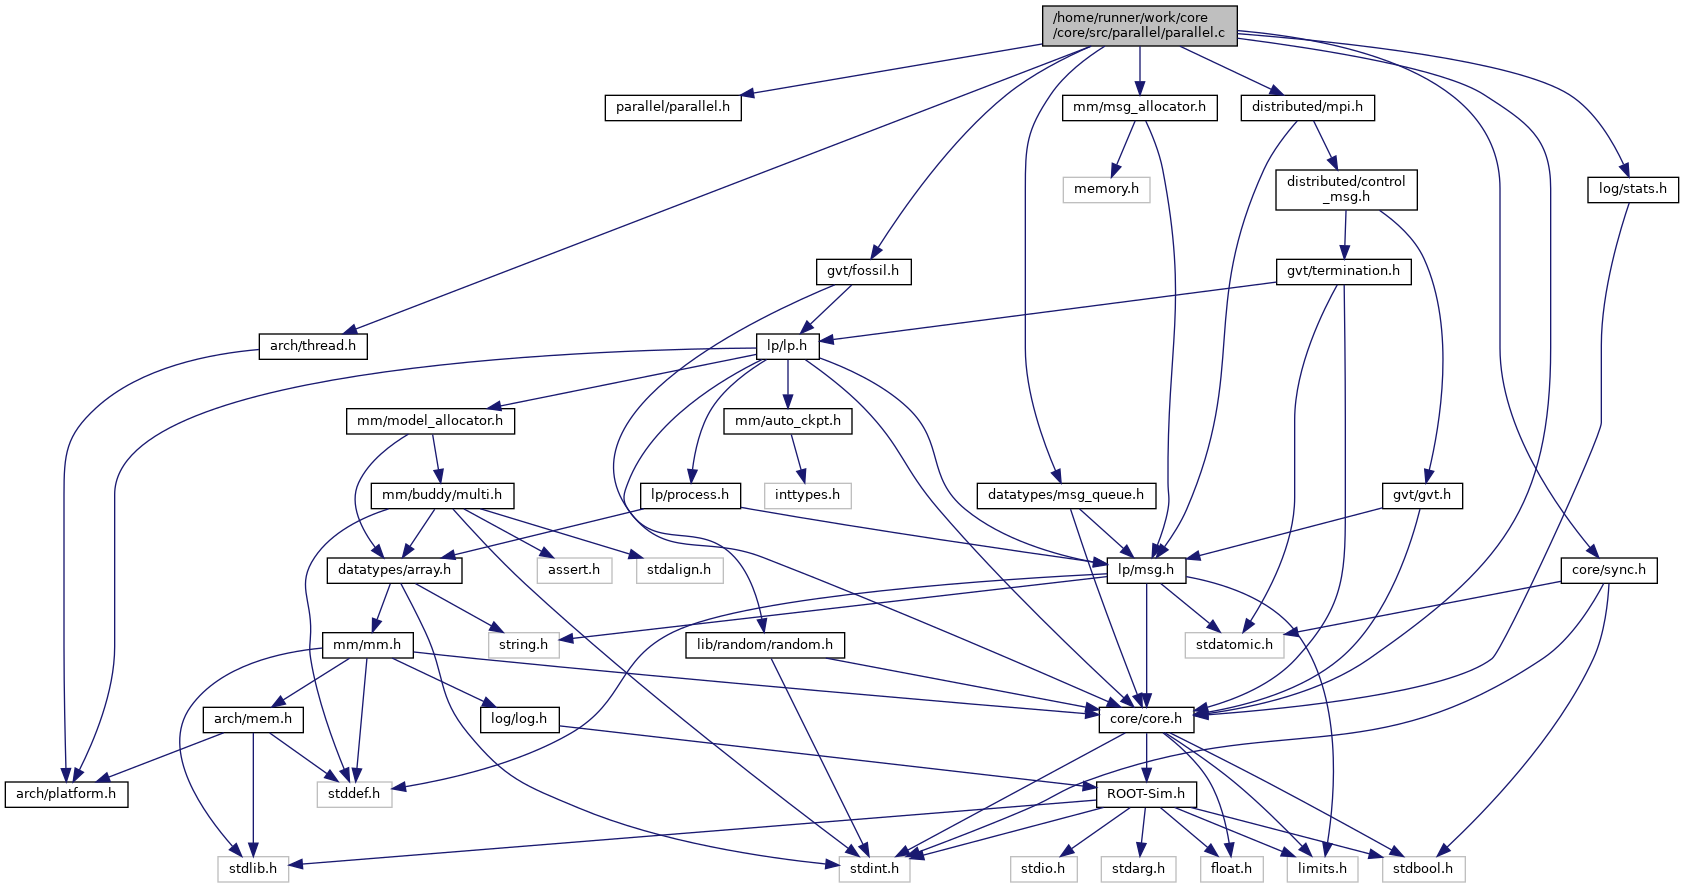 /home/runner/work/core
/core/src/parallel/parallel.c
parallel/parallel.h
mm/msg_allocator.h
distributed/mpi.h
memory.h
distributed/control
_msg.h
log/stats.h
gvt/fossil.h
gvt/termination.h
arch/thread.h
lp/lp.h
mm/model_allocator.h
mm/auto_ckpt.h
mm/buddy/multi.h
lp/process.h
inttypes.h
datatypes/msg_queue.h
gvt/gvt.h
datatypes/array.h
assert.h
stdalign.h
lp/msg.h
core/sync.h
mm/mm.h
string.h
lib/random/random.h
stdatomic.h
arch/mem.h
log/log.h
core/core.h
arch/platform.h
stddef.h
ROOT-Sim.h
stdlib.h
stdint.h
stdio.h
stdarg.h
float.h
limits.h
stdbool.h